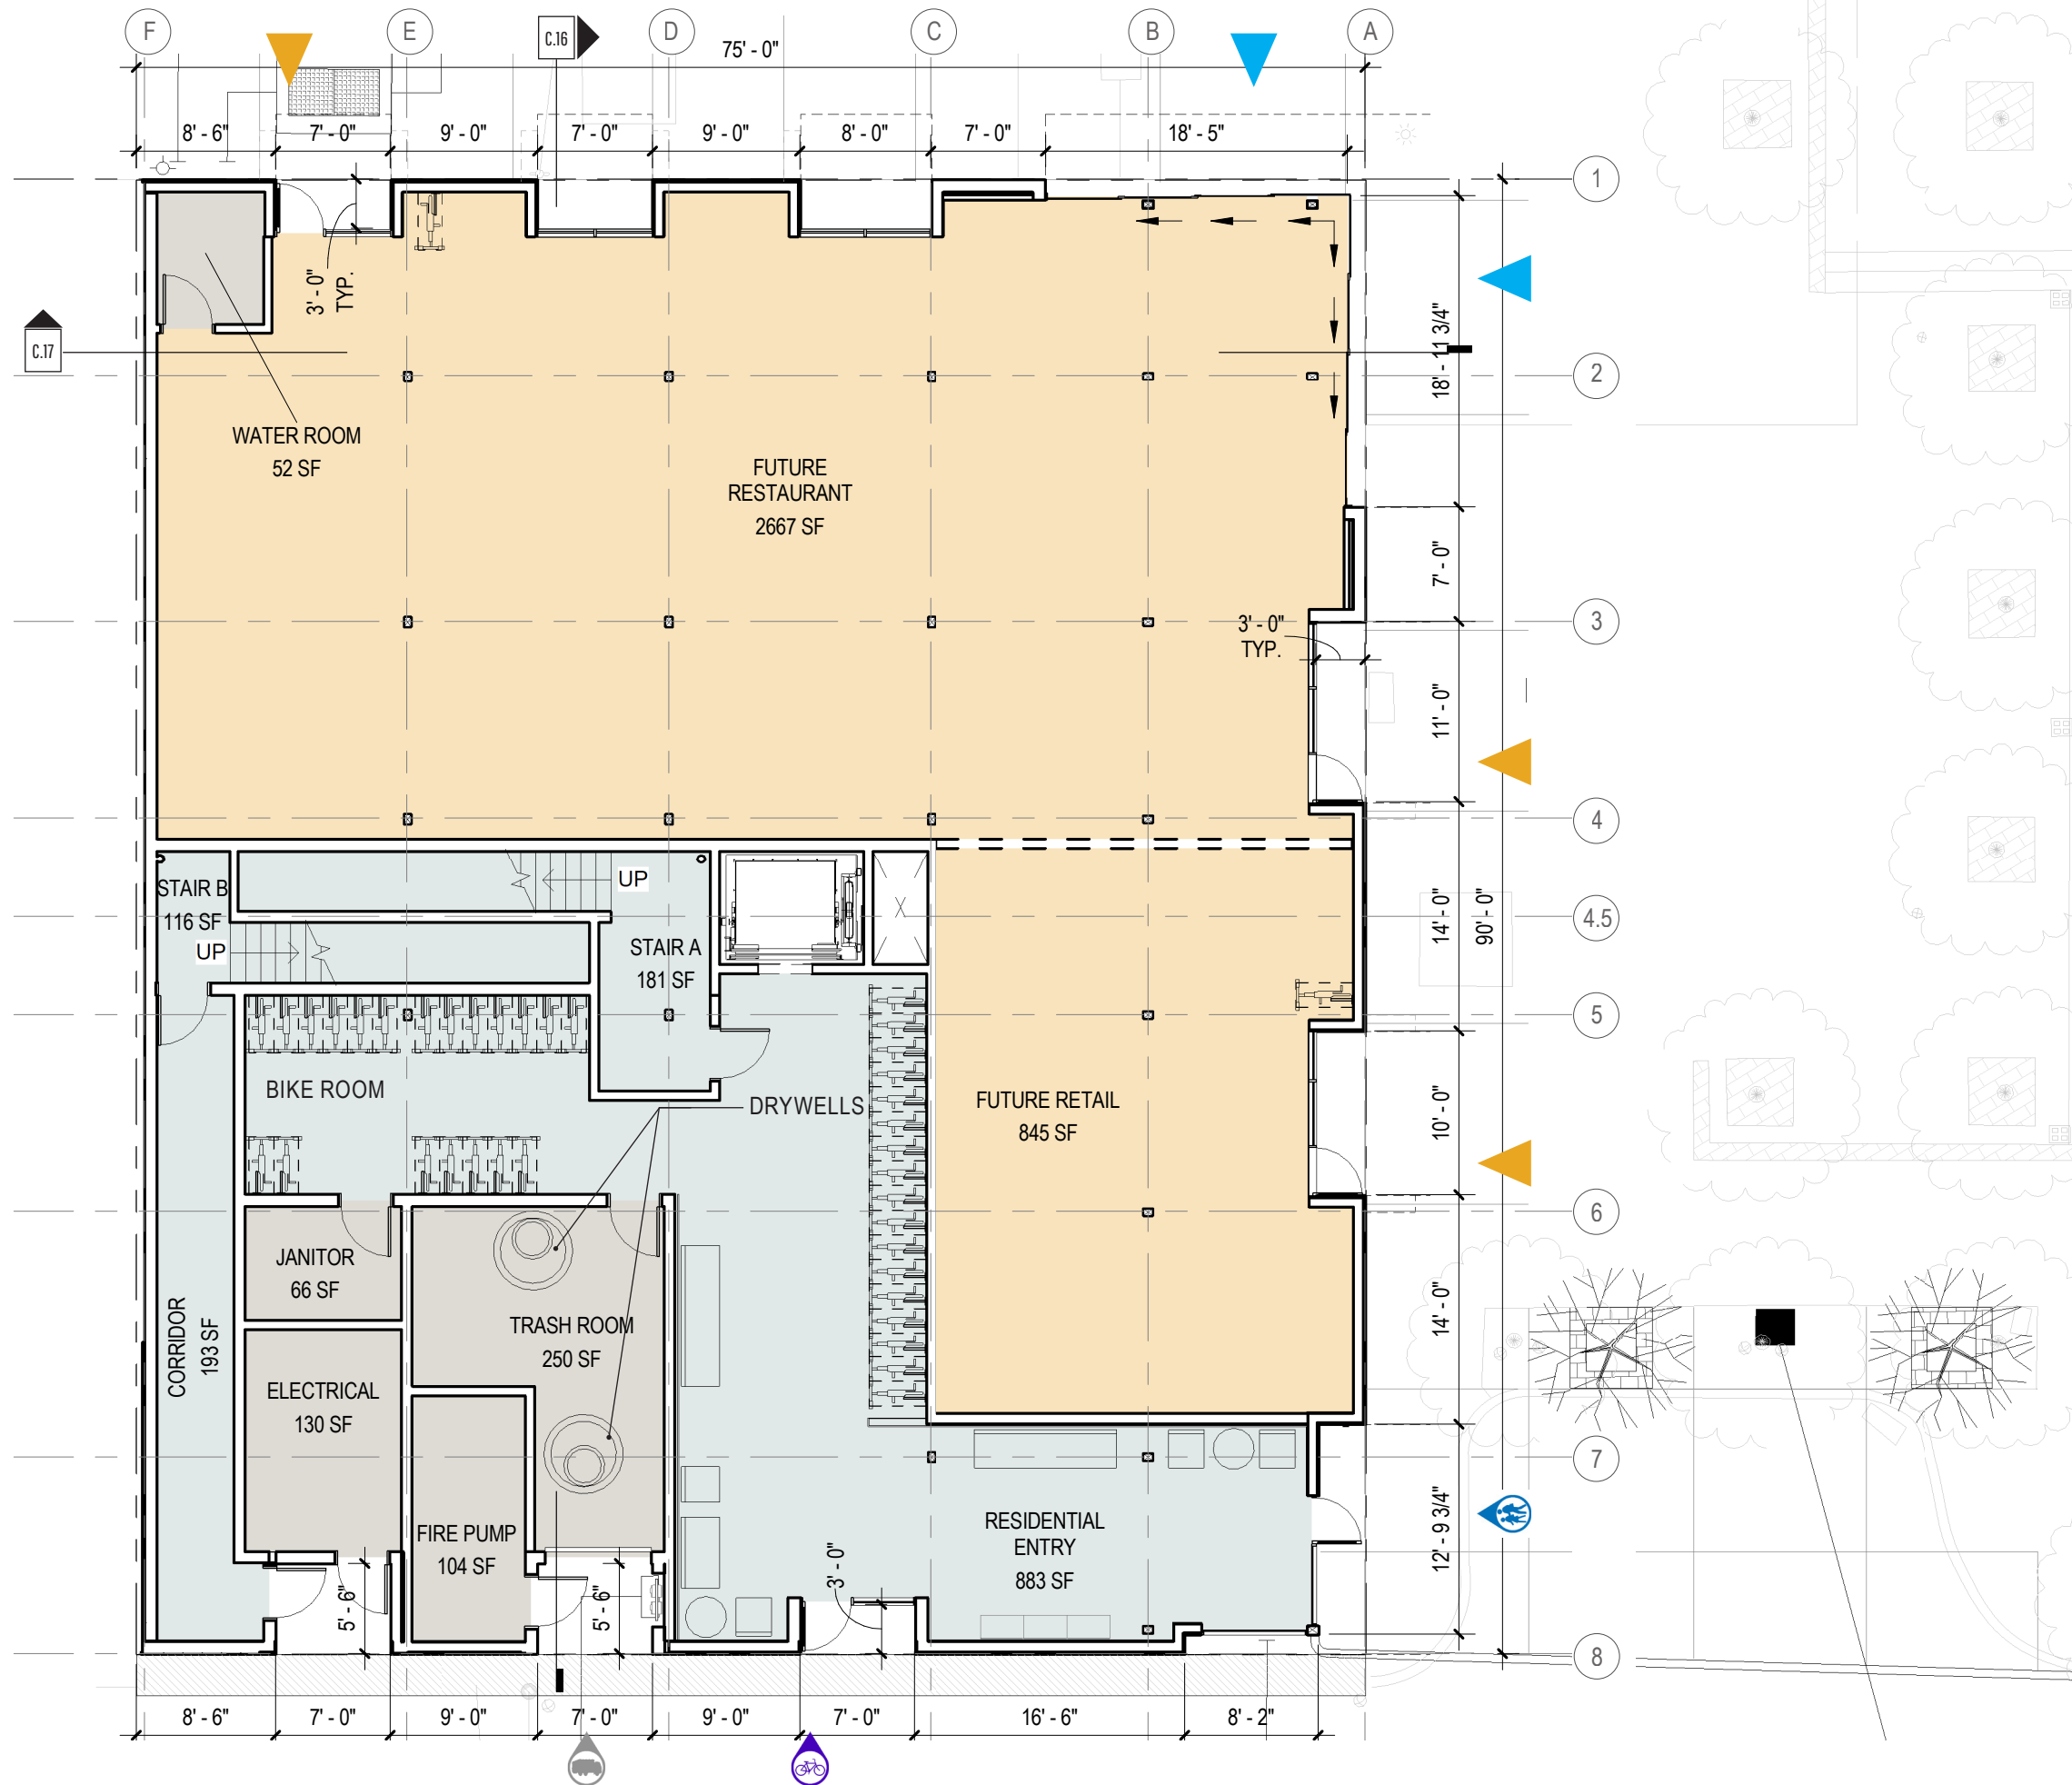 F
E
C.16
D
C
B
A
75' - 0"
8' - 6"
7' - 0"
9' - 0"
7' - 0"
9' - 0"
8' - 0"
7' - 0"
18' - 5"
1
3' - 0"
TYP.
C.17
18' - 11 3/4"
2
WATER ROOM
52 SF
FUTURE
RESTAURANT
2667 SF
7' - 0"
3
3' - 0"
TYP.
11' - 0"
4
STAIR B
116 SF
UP
UP
STAIR A
181 SF
14' - 0"
90' - 0"
4.5
5
BIKE ROOM
DRYWELLS
FUTURE RETAIL
845 SF
10' - 0"
6
JANITOR
66 SF
CORRIDOR
193 SF
TRASH ROOM
250 SF
14' - 0"
ELECTRICAL
130 SF
7
FIRE PUMP
104 SF
RESIDENTIAL
ENTRY
883 SF
12' - 9 3/4"
5' - 6"
5' - 6"
3' - 0"
8
8' - 6"
7' - 0"
9' - 0"
7' - 0"
9' - 0"
7' - 0"
16' - 6"
8' - 2"